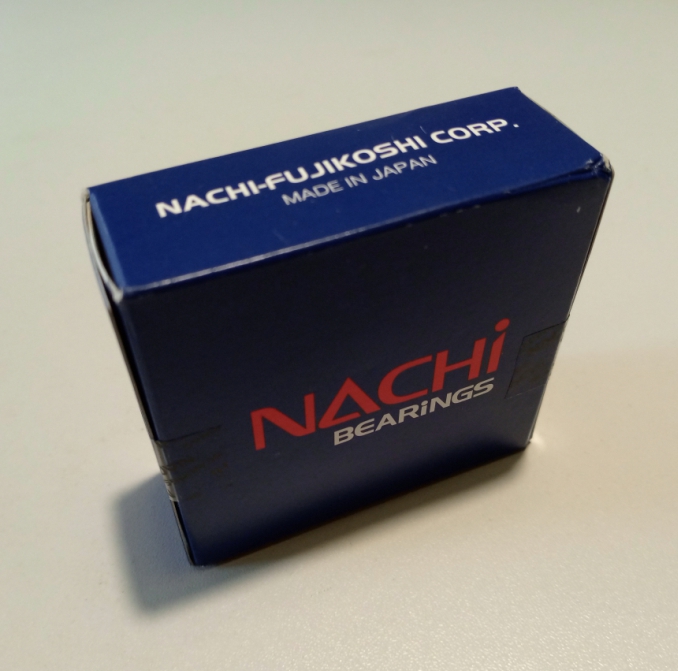 NACHI-FUJIKOSHI CORP.
MADE IN JAPAN
NACHi
BEARiNGS